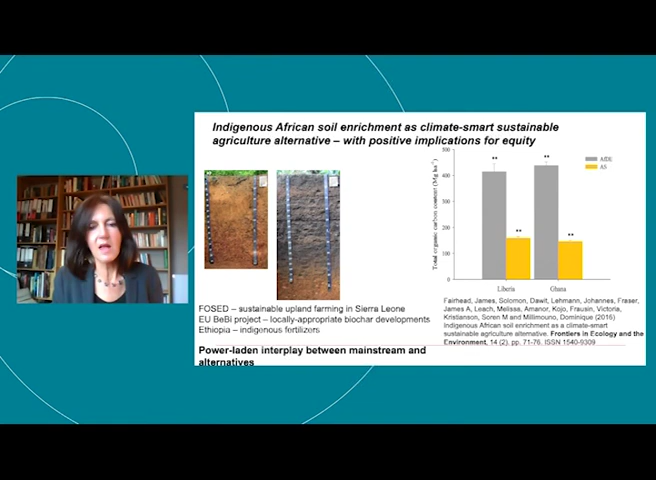 Indigenous African soil enrichment as climate-smart sustainable
agriculture alternative – with positive implications for equity
FOSED – sustainable upland farming in Sierra Leone
EU BeBi project – locally-appropriate biochar developments
Ethiopia – indigenous fertilizers
Power-laden interplay between mainstream and
alternatives
Total organic carbon content (Mg ha⁻¹)
500
400
300
200
100
0
**
**
**
**
AfDE
AS
Liberia
Ghana
Fairhead, James, Solomon, Dawit, Lehmann, Johannes, Fraser,
James A, Leach, Melissa, Amanor, Kojo, Frausin, Victoria,
Kristianson, Soren M and Millimouno, Dominique (2016)
Indigenous African soil enrichment as a climate-smart
sustainable agriculture alternative. Frontiers in Ecology and the
Environment, 14 (2). pp. 71-76. ISSN 1540-9309